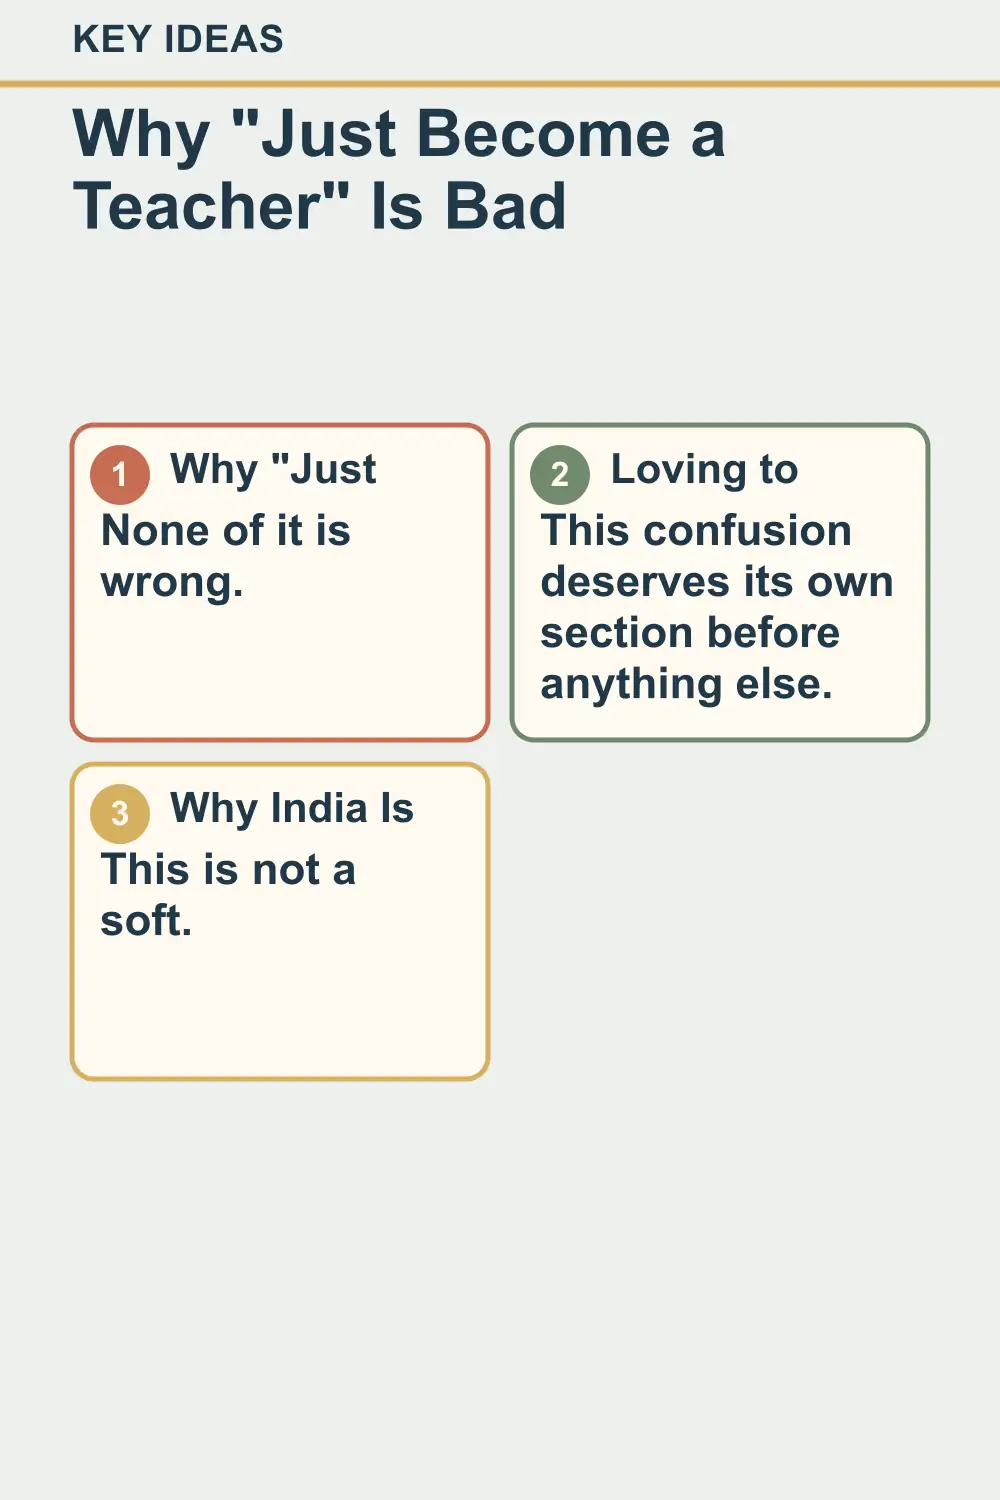 KEY IDEAS
Why "Just Become a
Teacher" Is Bad
1 Why "Just
None of it is
wrong.
2 Loving to
This confusion
deserves its own
section before
anything else.
3 Why India Is
This is not a
soft.